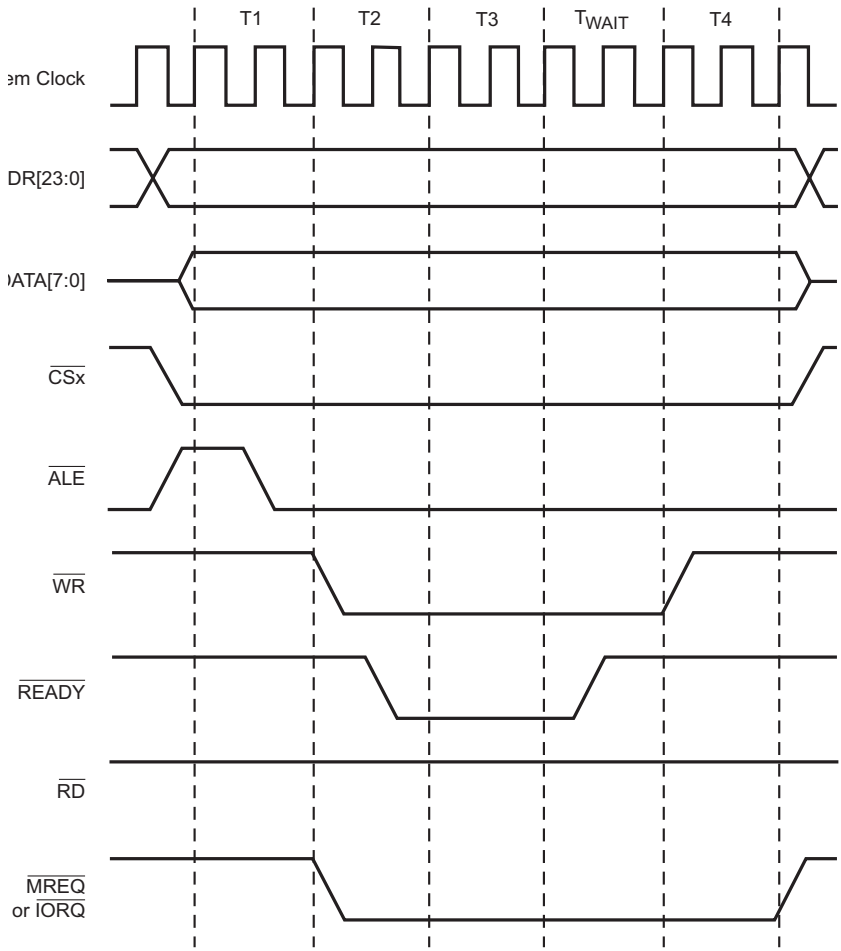 T1 T2 T3 TWAIT T4
em Clock
DR[23:0]
ATA[7:0]
CSx
ALE
WR
READY
RD
MREQ
or IORQ